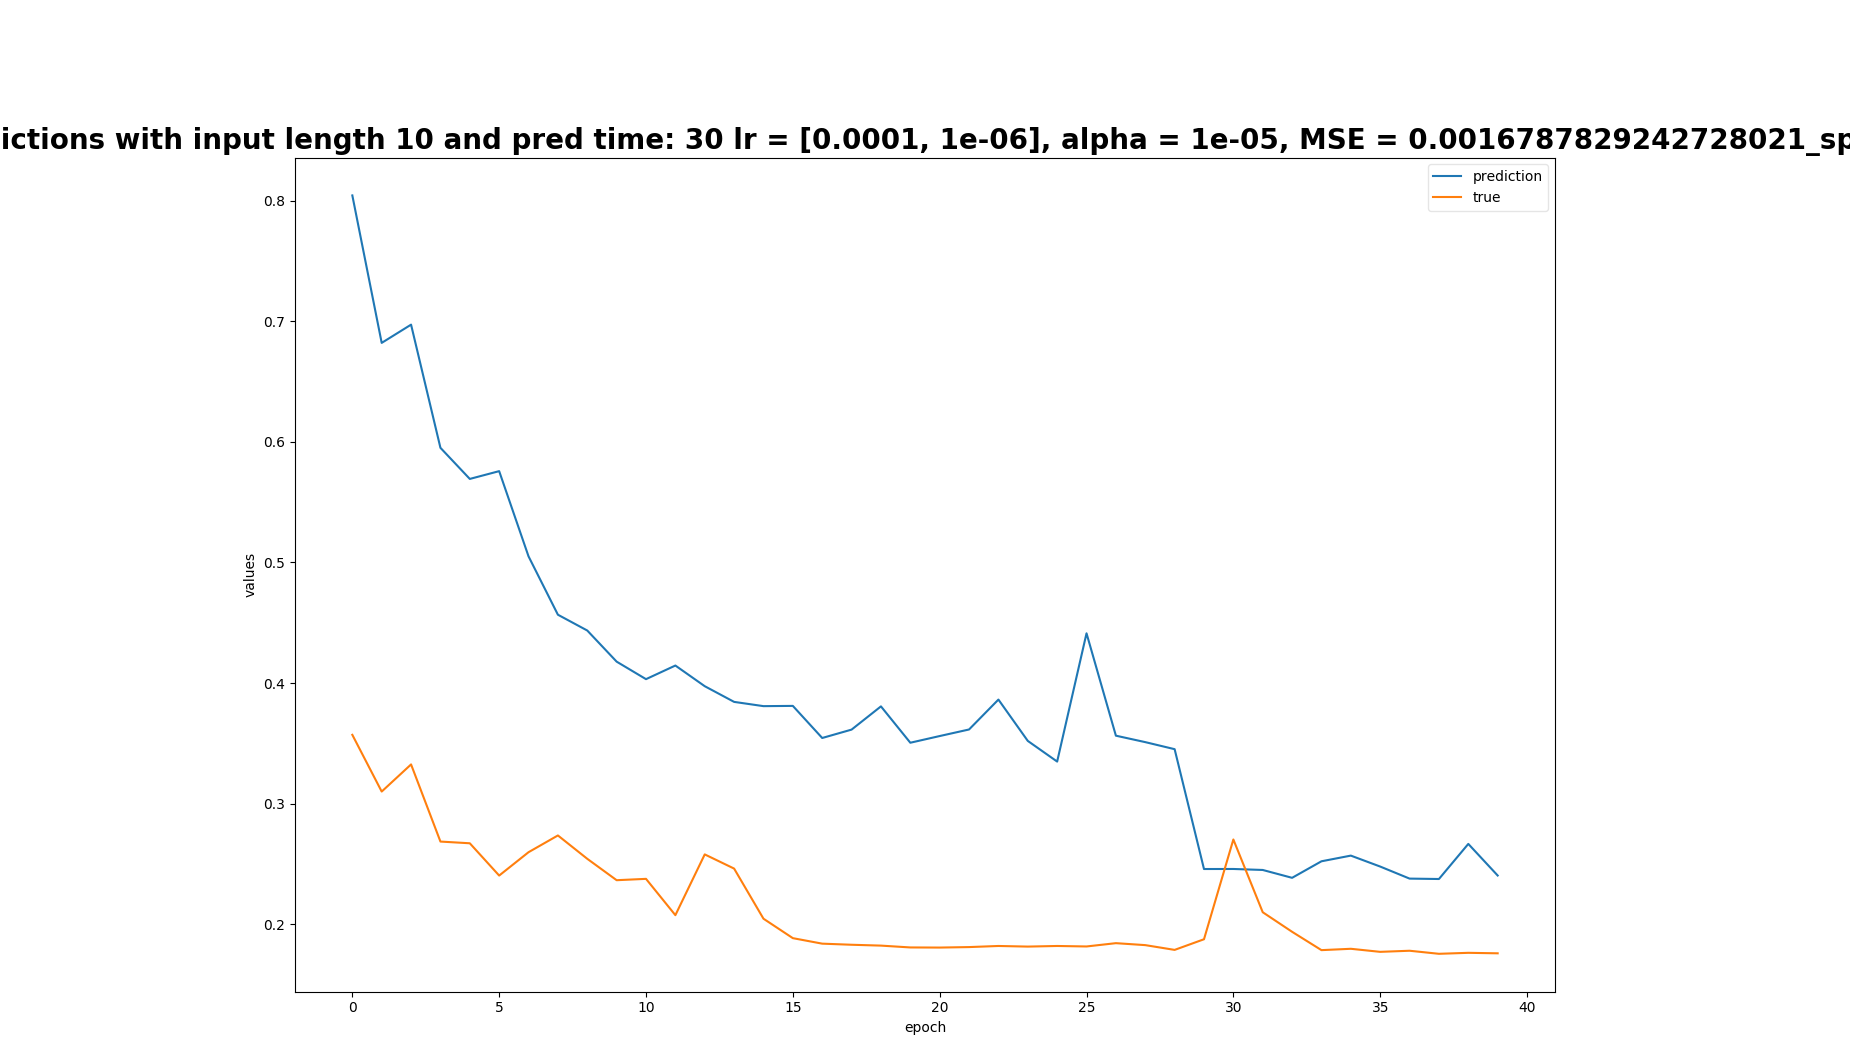 ictions with input length 10 and pred time: 30 lr = [0.0001, 1e-06], alpha = 1e-05, MSE = 0.0016787829242728021_sp
prediction
true
0.8
0.7
0.6
0.5
0.4
0.3
0.2
values
0 5 10 15 20 25 30 35 40
epoch